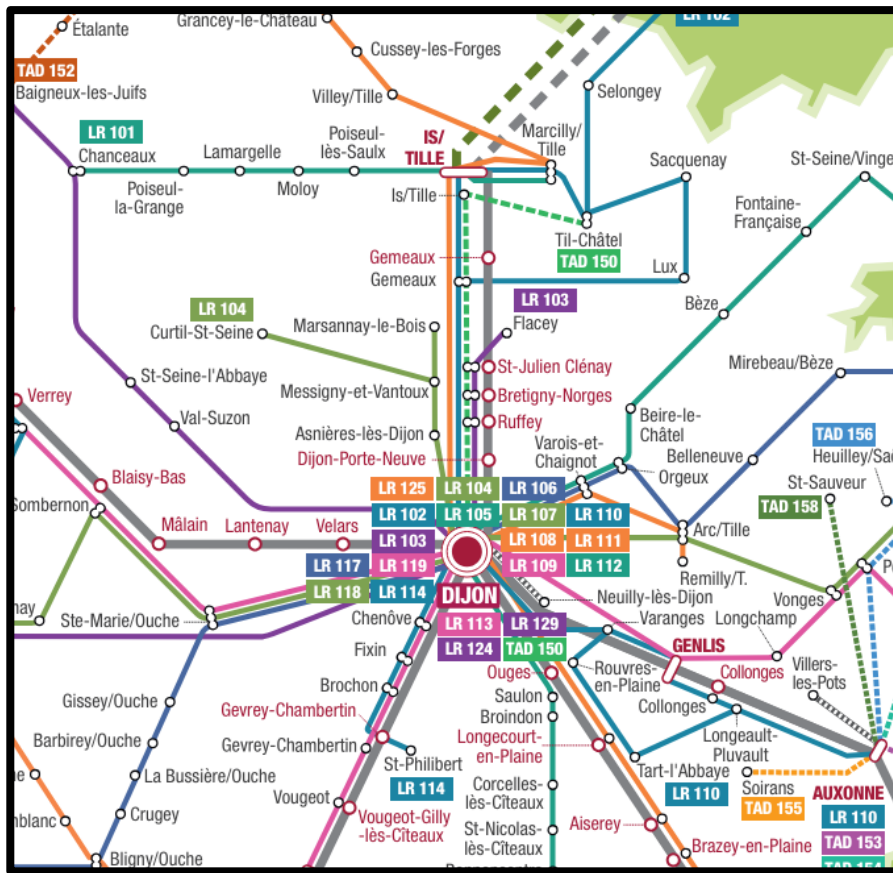 Étalante
Grancey-le-Château
LR 102
Cussey-les-Forges
TAD 152
Baigneux-les-Juifs
Villey/Tille
Selongey
LR 101
Chanceaux
Lamargelle
Poiseul-
lès-Saulx
IS/
TILLE
Marcilly/
Tille
Sacquenay
St-Seine/Vinge
Poiseul-
la-Grange
Moloy
Is/Tille
Fontaine-
Française
Til-Châtel
TAD 150
Gemeaux
Gemeaux
Lux
LR 104
Curtil-St-Seine
Marsannay-le-Bois
LR 103
Flacey
Bèze
St-Seine-l'Abbaye
Messigny-et-Vantoux
St-Julien Clénay
Mirebeau/Bèze
Verrey
Bretigny-Norges
Val-Suzon
Asnières-lès-Dijon
Ruffey
Beire-le-
Châtel
Varois-et-
Chaignot
Dijon-Porte-Neuve
Belleneuve
Orgeux
TAD 156
Heuilley/Sa
Blaisy-Bas
St-Sauveur
Sombernon
LR 125
LR 104
LR 106
LR 102
LR 105
LR 107
LR 110
TAD 158
Mâlain
Lantenay
Velars
LR 103
LR 108
LR 111
Arc/Tille
LR 117
LR 119
LR 109
LR 112
Remilly/T.
LR 118
LR 114
DIJON
Neuilly-lès-Dijon
Vonges
nay
Ste-Marie/Ouche
Chenôve
LR 113
LR 129
Varanges
Longchamp
Fixin
LR 124
TAD 150
GENLIS
Villers-
les-Pots
Brochon
Ouges
Rouvres-
en-Plaine
Collonges
Gissey/Ouche
Gevrey-Chambertin
Saulon
Collonges
Broindon
Barbirey/Ouche
Gevrey-Chambertin
Longecourt-
en-Plaine
Longeault-
Pluvault
St-Philibert
LR 114
Tart-l'Abbaye
LR 110
Soirans
TAD 155
La Bussière/Ouche
Corcelles-
lès-Cîteaux
AUXONNE
Vougeot
LR 110
Crugey
Vougeot-Gilly
-lès-Cîteaux
St-Nicolas-
lès-Cîteaux
Aiserey
TAD 153
mblanc
Brazey-en-Plaine
Bligny/Ouche
TAD 154